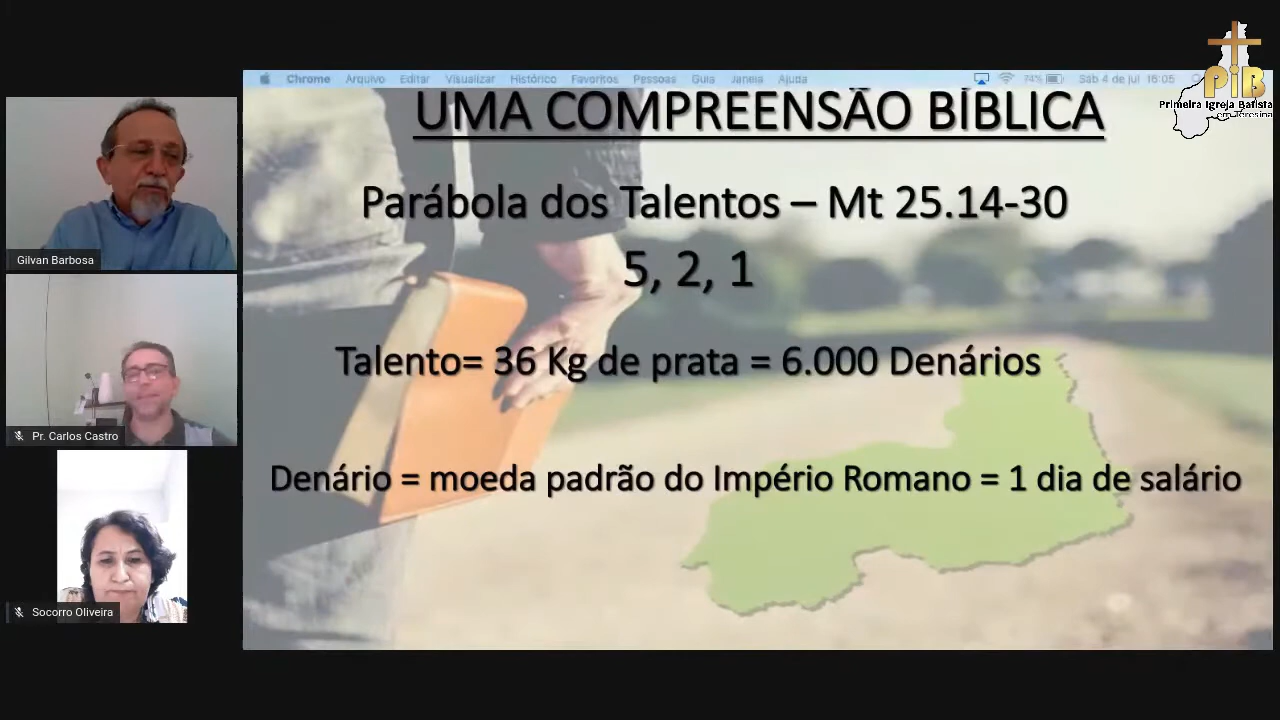 Chrome Arquivo Editar Visualizar Histórico Favoritos Pessoas Guia Janela Ajuda 74% Sáb 4 de jul 16:05
PiB
Primeira Igreja Batista
em Teresina
UMA COMPREENSÃO BÍBLICA
Parábola dos Talentos – Mt 25.14-30
5, 2, 1
Talento= 36 Kg de prata = 6.000 Denários
Denário = moeda padrão do Império Romano = 1 dia de salário
Gilvan Barbosa
Pr. Carlos Castro
Socorro Oliveira